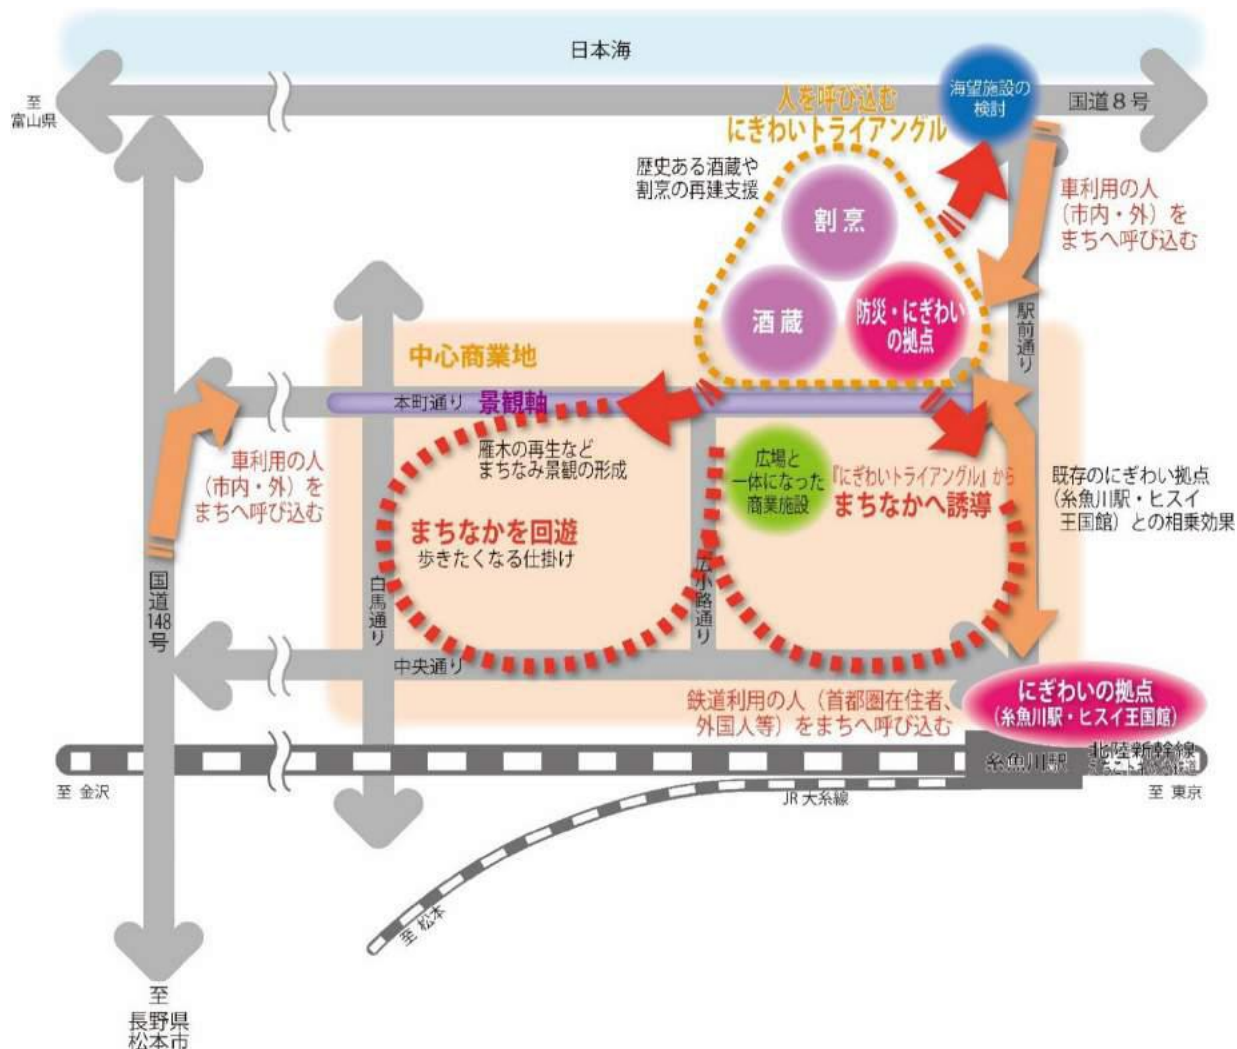 日本海
至
富山県
海望施設の
検討
国道8号
人を呼び込む
にぎわいトライアングル
歴史ある酒蔵や
割烹の再建支援
割烹
酒蔵
防災・にぎわい
の拠点
車利用の人
(市内・外)を
まちへ呼び込む
駅前通り
中心商業地
本町通り
景観軸
雁木の再生など
まちなみ景観の形成
広場と
一体になった
商業施設
『にぎわいトライアングル』から
まちなかへ誘導
既存のにぎわい拠点
(糸魚川駅・ヒスイ
王国館)との相乗効果
車利用の人
(市内・外)を
まちへ呼び込む
まちなかを回遊
歩きたくなる仕掛け
国道148号
白馬通り
広小路通り
中央通り
鉄道利用の人(首都圏在住者、
外国人等)をまちへ呼び込む
にぎわいの拠点
(糸魚川駅・ヒスイ王国館)
糸魚川駅
北陸新幹線
至 金沢
JR大糸線
至 東京
至 松本
至
長野県
松本市